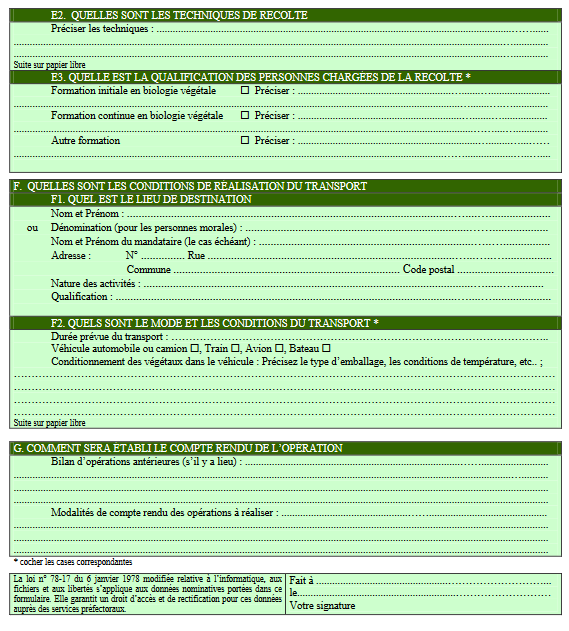 E2. QUELLES SONT LES TECHNIQUES DE RECOLTE
Préciser les techniques : ...
Suite sur papier libre
E3. QUELLE EST LA QUALIFICATION DES PERSONNES CHARGÉES DE LA RECOLTE *
Formation initiale en biologie végétale ☐ Préciser : ...
Formation continue en biologie végétale ☐ Préciser : ...
Autre formation ☐ Préciser : ...
F. QUELLES SONT LES CONDITIONS DE RÉALISATION DU TRANSPORT
F1. QUEL EST LE LIEU DE DESTINATION
Nom et Prénom : ...
ou Dénomination (pour les personnes morales) : ...
Nom et Prénom du mandataire (le cas échéant) : ...
Adresse : N° ... Rue ...
Commune ... Code postal ...
Nature des activités : ...
Qualification : ...
F2. QUELS SONT LE MODE ET LES CONDITIONS DU TRANSPORT *
Durée prévue du transport : ...
Véhicule automobile ou camion ☐, Train ☐, Avion ☐, Bateau ☐
Conditionnement des végétaux dans le véhicule : Précisez le type d’emballage, les conditions de température, etc.. ;
Suite sur papier libre
G. COMMENT SERA ÉTABLI LE COMPTE RENDU DE L’OPÉRATION
Bilan d’opérations antérieures (s’il y a lieu) : ...
Modalités de compte rendu des opérations à réaliser : ...
* cocher les cases correspondantes
La loi n° 78-17 du 6 janvier 1978 modifiée relative à l’informatique, aux
fichiers et aux libertés s’applique aux données nominatives portées dans ce
formulaire. Elle garantit un droit d’accès et de rectification pour ces données
auprès des services préfectoraux.
Fait à ...
le...
Votre signature